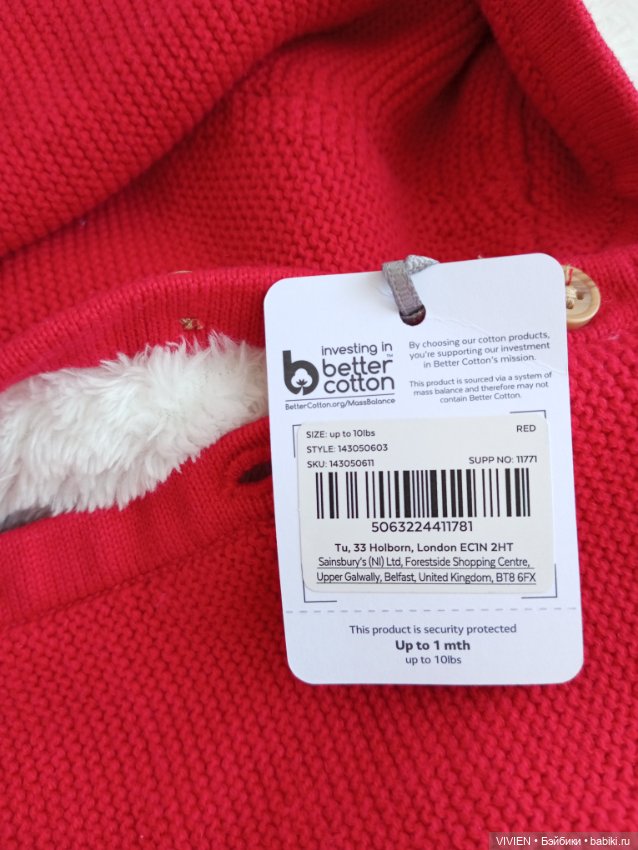 investing in
better
cotton
TM
BetterCotton.org/MassBalance
By choosing our cotton products,
you're supporting our investment
in Better Cotton's mission.
This product is sourced via a system of
mass balance and therefore may not
contain Better Cotton.
SIZE: up to 10lbs
RED
STYLE: 143050603
SKU: 143050611
SUPP NO: 11771
5063224411781
Tu, 33 Holborn, London EC1N 2HT
Sainsbury's (NI) Ltd, Forestside Shopping Centre,
Upper Galwally, Belfast, United Kingdom, BT8 6FX
This product is security protected
Up to 1 mth
up to 10lbs
VIVIEN • Бэйбики • babiki.ru